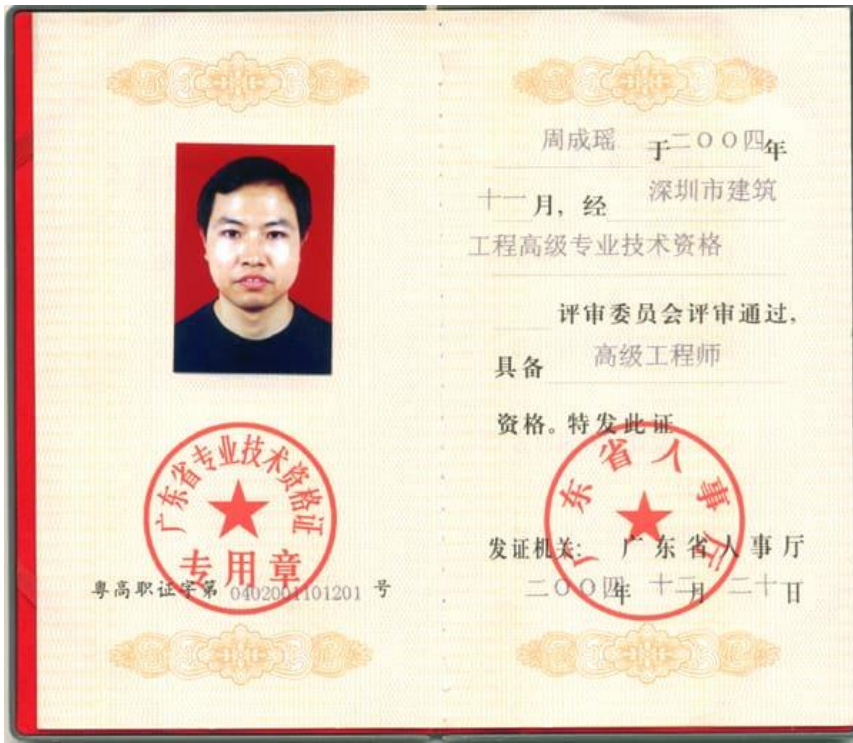 广东省专业技术资格证
专用章
粤高职证字第 0402001101201 号
周成瑶 于二〇〇四年
十一月，经 深圳市建筑
工程高级专业技术资格
评审委员会评审通过，
具备 高级工程师
资格。特发此证
广东省人事厅
发证机关： 广东省人事厅
二〇〇四年 十二月 二十一日